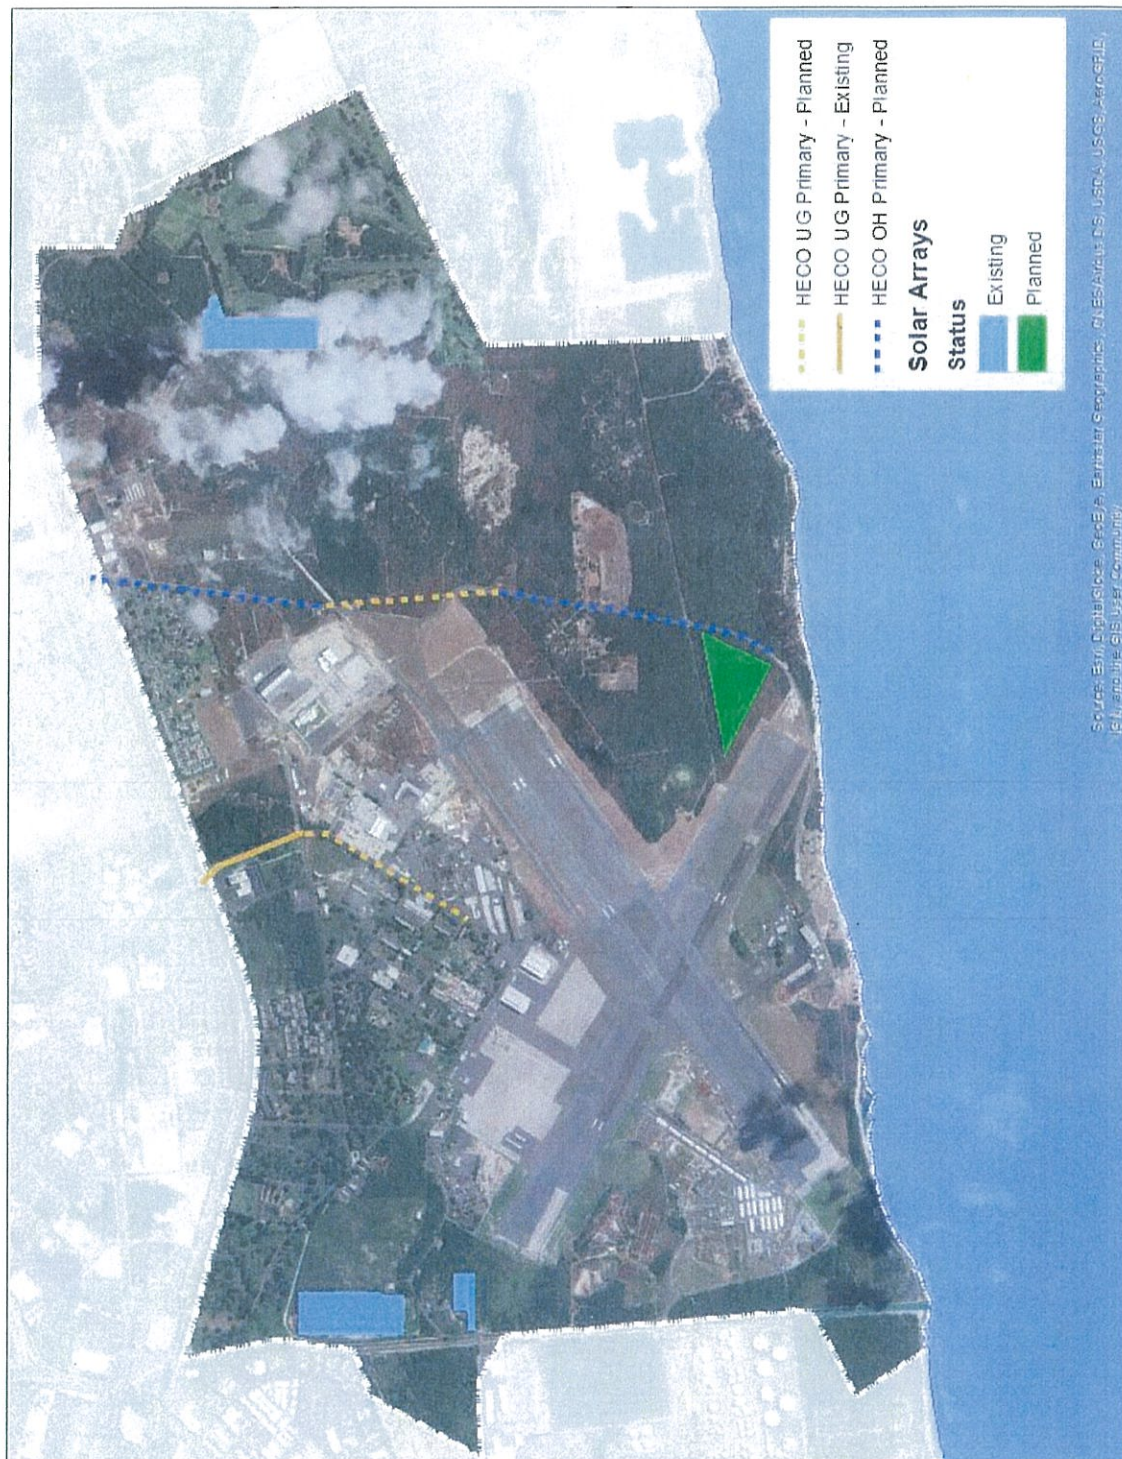 HECO UG Primary - Planned
HECO UG Primary - Existing
HECO OH Primary - Planned
Solar Arrays
Status
Existing
Planned
Source: Esri, DigitalGlobe, GeoEye, Earthstar Geographics, CNES/Airbus DS, USDA, USGS, AeroGRID,
IGN, and the GIS User Community